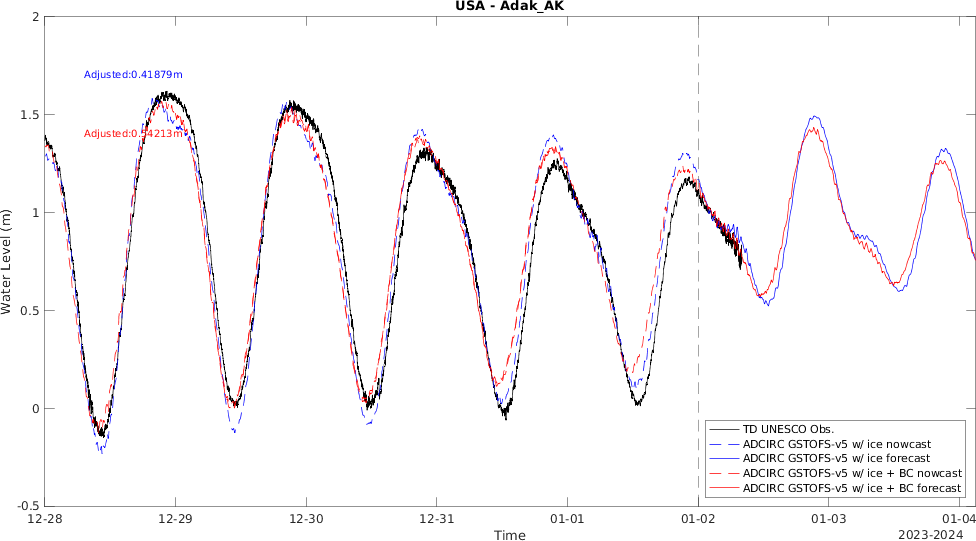 USA - Adak_AK
2
1.5
1
0.5
0
-0.5
Water Level (m)
Adjusted:0.41879m
Adjusted:0.54213m
TD UNESCO Obs.
ADCIRC GSTOFS-v5 w/ ice nowcast
ADCIRC GSTOFS-v5 w/ ice forecast
ADCIRC GSTOFS-v5 w/ ice + BC nowcast
ADCIRC GSTOFS-v5 w/ ice + BC forecast
12-28 12-29 12-30 12-31 01-01 01-02 01-03 01-04
Time
2023-2024